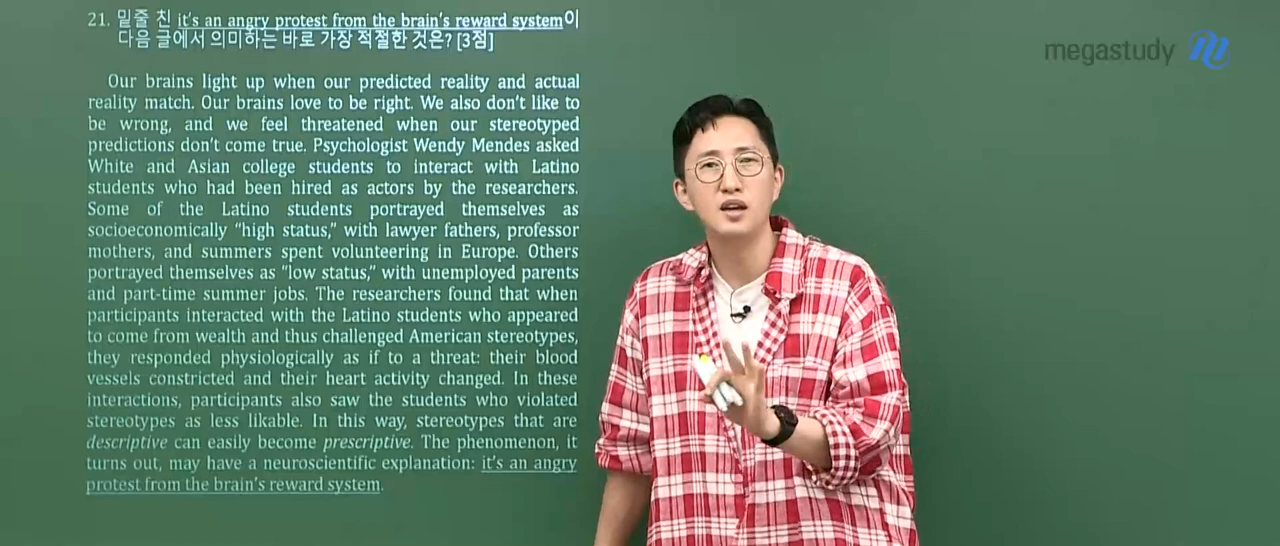 21. 밑줄 친 it's an angry protest from the brain's reward system이
다음 글에서 의미하는 바로 가장 적절한 것은? [3점]
megastudy
Our brains light up when our predicted reality and actual
reality match. Our brains love to be right. We also don't like to
be wrong, and we feel threatened when our stereotyped
predictions don't come true. Psychologist Wendy Mendes asked
White and Asian college students to interact with Latino
students who had been hired as actors by the researchers.
Some of the Latino students portrayed themselves as
socioeconomically “high status,” with lawyer fathers, professor
mothers, and summers spent volunteering in Europe. Others
portrayed themselves as “low status,” with unemployed parents
and part-time summer jobs. The researchers found that when
participants interacted with the Latino students who appeared
to come from wealth and thus challenged American stereotypes,
they responded physiologically as if to a threat: their blood
vessels constricted and their heart activity changed. In these
interactions, participants also saw the students who violated
stereotypes as less likable. In this way, stereotypes that are
descriptive can easily become prescriptive. The phenomenon, it
turns out, may have a neuroscientific explanation: it's an angry
protest from the brain's reward system.